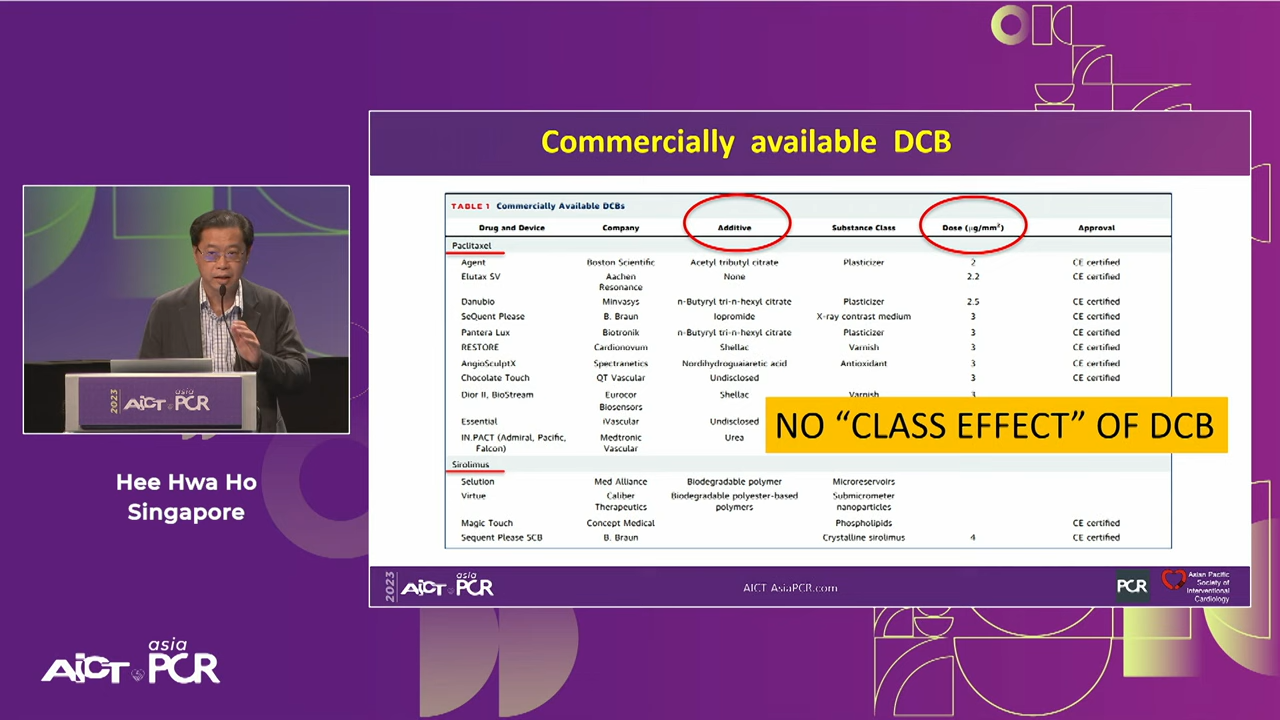 Commercially available DCB
TABLE 1 Commercially Available DCBs
Drug and Device Company Additive Substance Class Dose (µg/mm²) Approval
Paclitaxel
Agent Boston Scientific Acetyl tributyl citrate Plasticizer 2 CE certified
Elutax SV Aachen Resonance None 2.2 CE certified
Danubio Minvasys n-Butyryl tri-n-hexyl citrate Plasticizer 2.5 CE certified
SeQuent Please B. Braun Iopromide X-ray contrast medium 3 CE certified
Pantera Lux Biotronik n-Butyryl tri-n-hexyl citrate Plasticizer 3 CE certified
RESTORE Cardionovum Shellac Varnish 3 CE certified
AngioSculptX Spectranetics Nordihydroguaiaretic acid Antioxidant 3 CE certified
Chocolate Touch QT Vascular Undisclosed 3 CE certified
Dior II, BioStream Eurocor Biosensors Shellac Varnish 3
Essential iVascular Undisclosed
IN.PACT (Admiral, Pacific, Falcon) Medtronic Vascular Urea
NO “CLASS EFFECT” OF DCB
Sirolimus
Selution Med Alliance Biodegradable polymer Microreservoirs
Virtue Caliber Therapeutics Biodegradable polyester-based polymers Submicrometer nanoparticles
Magic Touch Concept Medical Phospholipids CE certified
Sequent Please SCB B. Braun Crystalline sirolimus 4 CE certified
2023 AICT asia PCR
AICT AsiaPCR.com
PCR
Asian Pacific
Society of
Interventional
Cardiology
2023 AICT asia PCR
Hee Hwa Ho
Singapore
AICT asia PCR